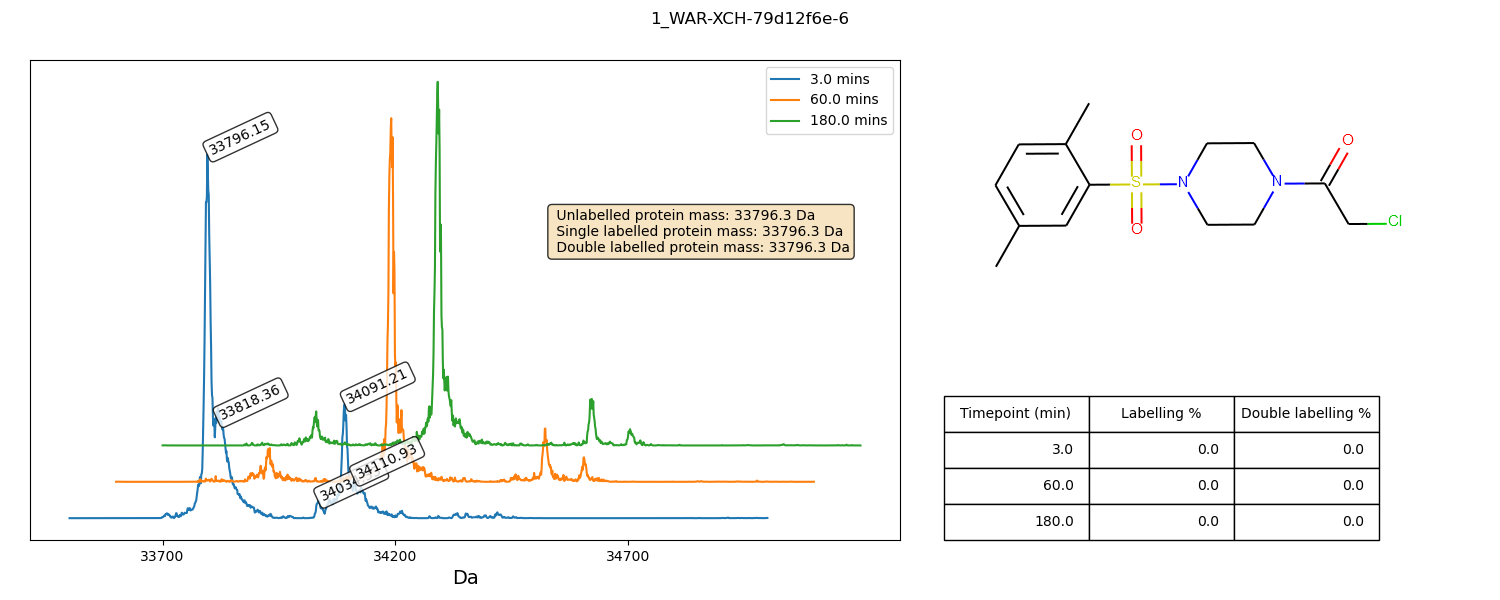 1_WAR-XCH-79d12f6e-6
3.0 mins
60.0 mins
180.0 mins
33796.15
33818.36
34091.21
34110.93
Unlabelled protein mass: 33796.3 Da
Single labelled protein mass: 33796.3 Da
Double labelled protein mass: 33796.3 Da
33700 34200 34700
Da
O
S N N O
O Cl
Timepoint (min) Labelling % Double labelling %
3.0 0.0 0.0
60.0 0.0 0.0
180.0 0.0 0.0